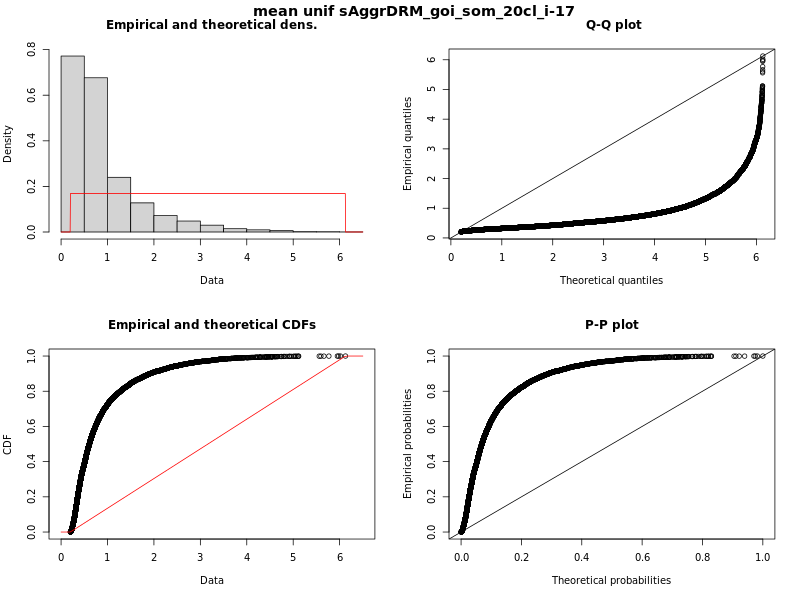 mean unif sAggrDRM_goi_som_20cl_i-17
Empirical and theoretical dens.
Density
0.0 0.2 0.4 0.6 0.8
0 1 2 3 4 5 6
Data
Q-Q plot
Empirical quantiles
0 1 2 3 4 5 6
0 1 2 3 4 5 6
Theoretical quantiles
Empirical and theoretical CDFs
CDF
0.0 0.2 0.4 0.6 0.8 1.0
0 1 2 3 4 5 6
Data
P-P plot
Empirical probabilities
0.0 0.2 0.4 0.6 0.8 1.0
0.0 0.2 0.4 0.6 0.8 1.0
Theoretical probabilities